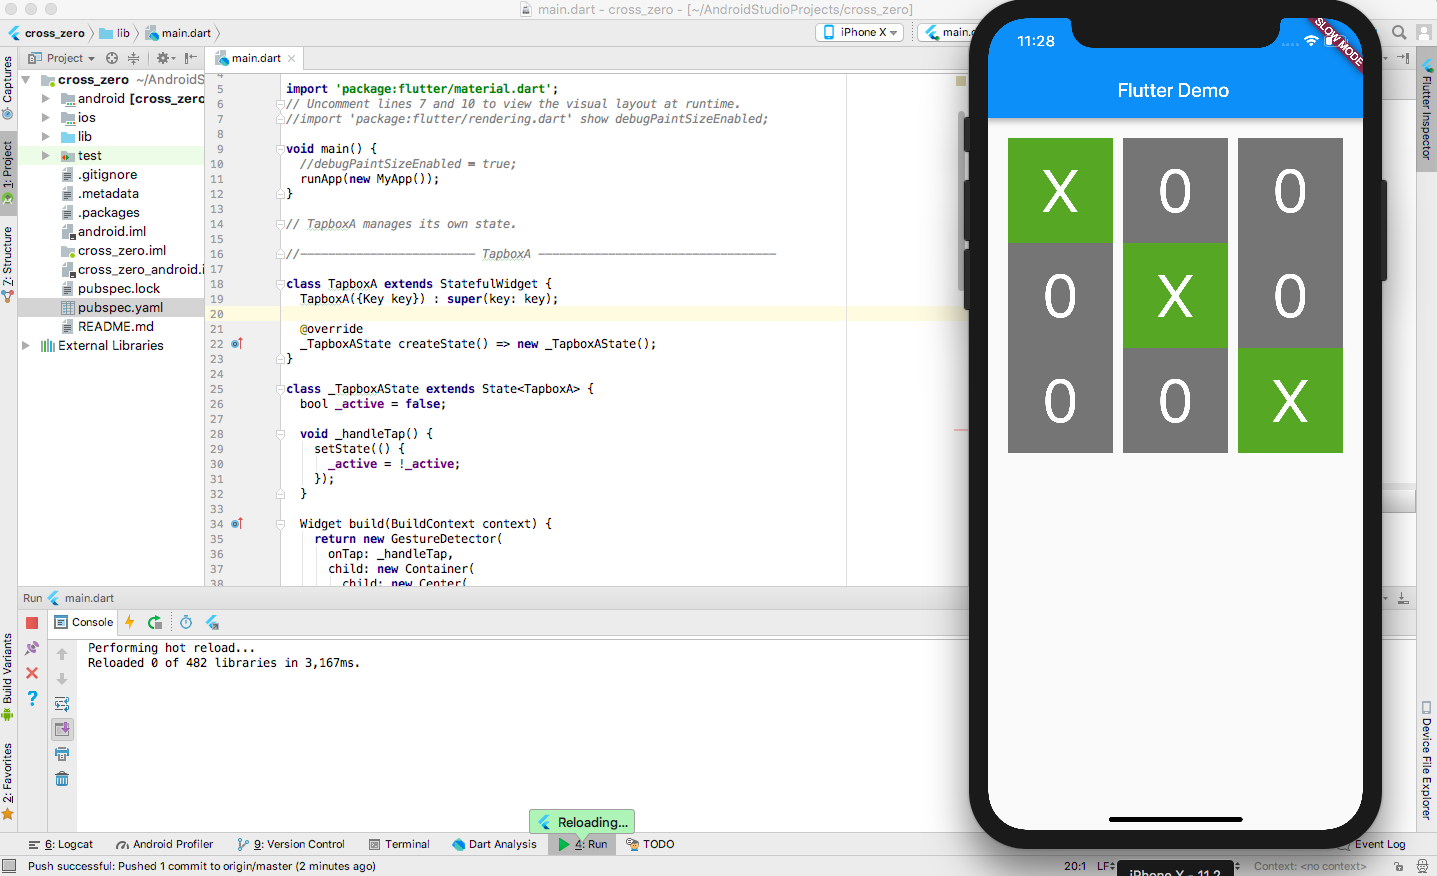 main.dart - cross_zero - [~/AndroidStudioProjects/cross_zero]
cross_zero
lib
main.dart
iPhone X
main.
Project
main.dart
cross_zero ~/AndroidS
android [cross_zero
ios
lib
test
.gitignore
.metadata
.packages
android.iml
cross_zero.iml
cross_zero_android.i
pubspec.lock
pubspec.yaml
README.md
External Libraries
Captures
1: Project
7: Structure
Build Variants
2: Favorites
4
5 import 'package:flutter/material.dart';
6 // Uncomment lines 7 and 10 to view the visual layout at runtime.
7 //import 'package:flutter/rendering.dart' show debugPaintSizeEnabled;
8
9 void main() {
10 //debugPaintSizeEnabled = true;
11 runApp(new MyApp());
12 }
13
14 // TapboxA manages its own state.
15
16 //------------------------- TapboxA ----------------------------------
17
18 class TapboxA extends StatefulWidget {
19 TapboxA({Key key}) : super(key: key);
20
21 @override
22 _TapboxAState createState() => new _TapboxAState();
23 }
24
25 class _TapboxAState extends State<TapboxA> {
26 bool _active = false;
27
28 void _handleTap() {
29 setState(() {
30 _active = !_active;
31 });
32 }
33
34 Widget build(BuildContext context) {
35 return new GestureDetector(
36 onTap: _handleTap,
37 child: new Container(
38 child: new Center(
11:28
SLOW MODE
Flutter Demo
X 0 0
0 X 0
0 0 X
Flutter Inspector
Device File Explorer
Run main.dart
Console
Performing hot reload...
Reloaded 0 of 482 libraries in 3,167ms.
Reloading...
6: Logcat
Android Profiler
9: Version Control
Terminal
Dart Analysis
4: Run
TODO
Event Log
Push successful: Pushed 1 commit to origin/master (2 minutes ago)
20:1
LF
iPhone X - 11.2
Context: <no context>